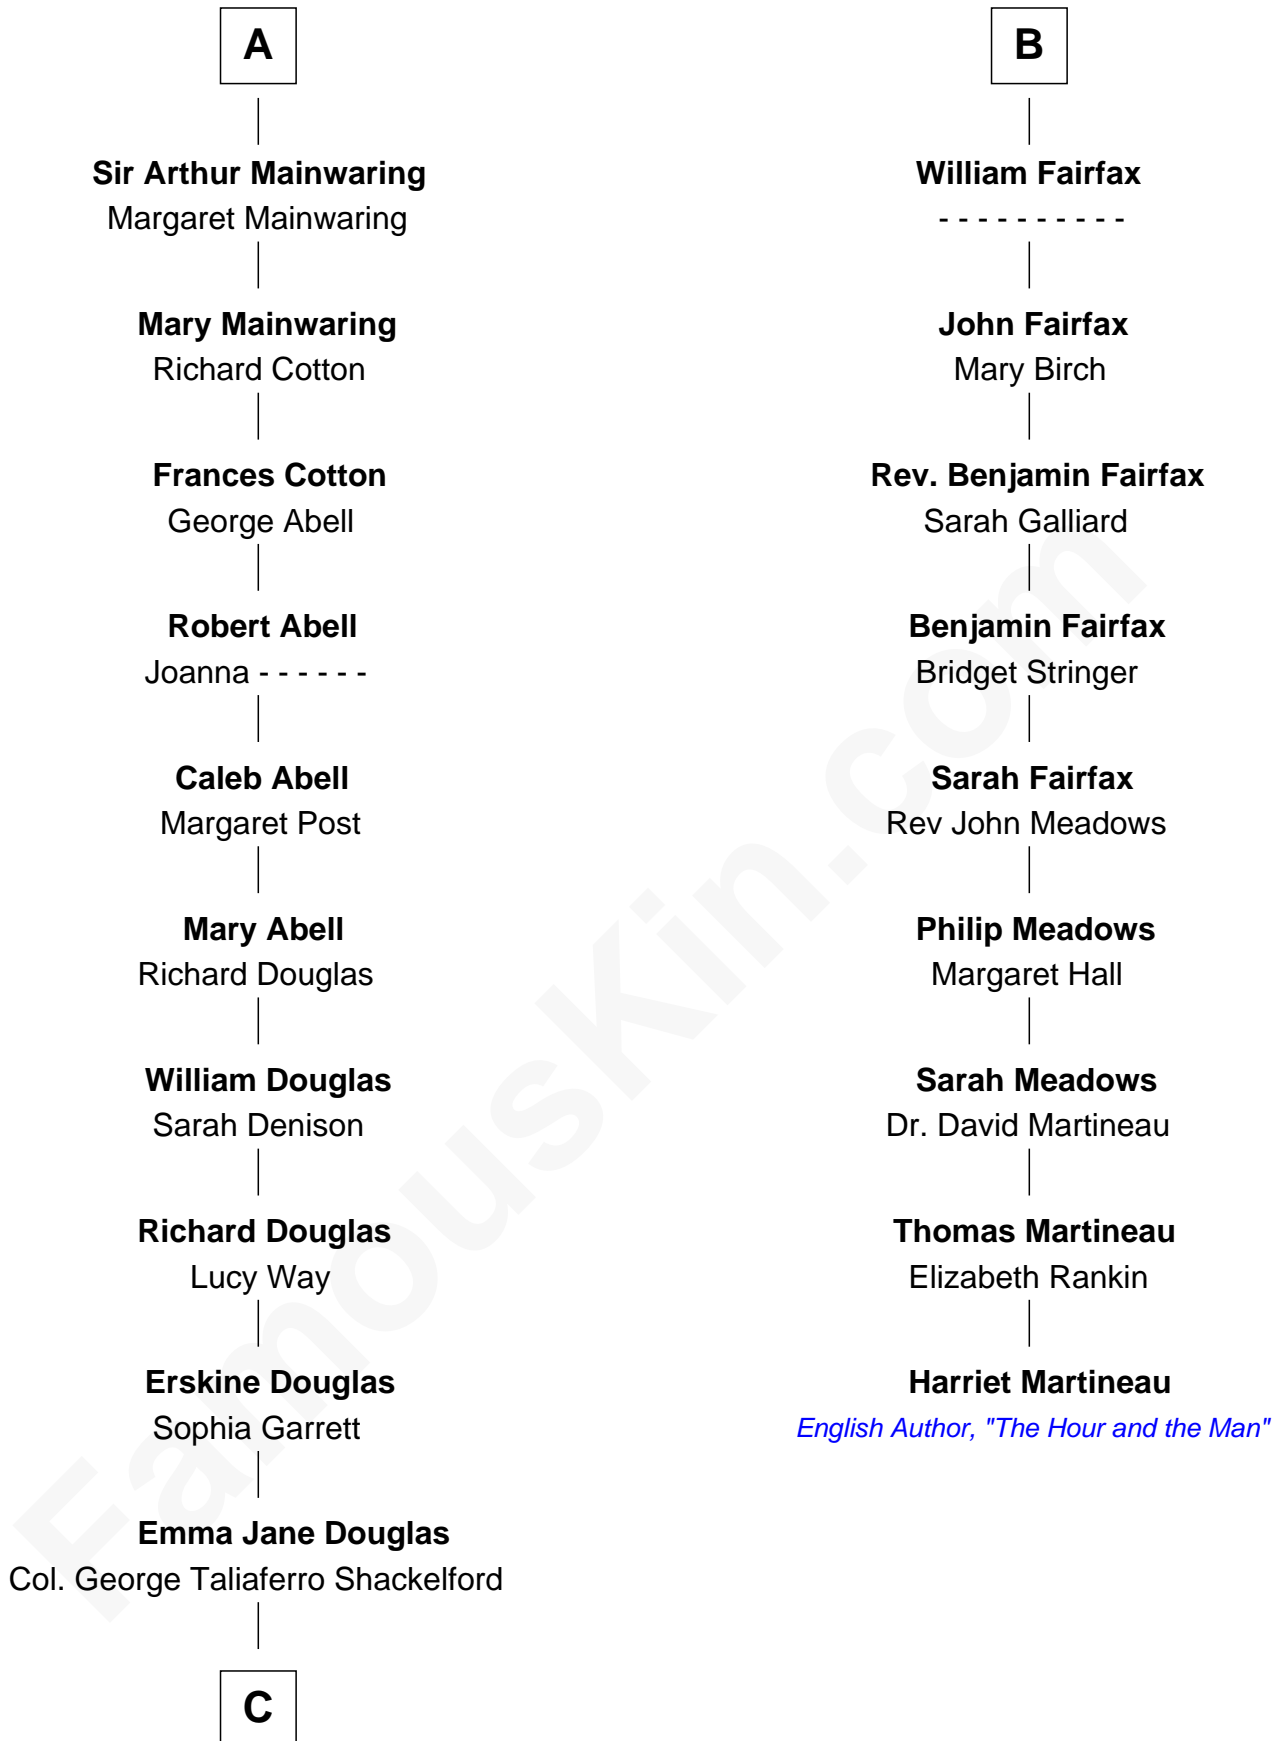 A
Sir Arthur Mainwaring
Margaret Mainwaring
Mary Mainwaring
Richard Cotton
Frances Cotton
George Abell
Robert Abell
Joanna - - - - - -
Caleb Abell
Margaret Post
Mary Abell
Richard Douglas
William Douglas
Sarah Denison
Richard Douglas
Lucy Way
Erskine Douglas
Sophia Garrett
Emma Jane Douglas
Col. George Taliaferro Shackelford
C
B
William Fairfax
- - - - - - - - - -
John Fairfax
Mary Birch
Rev. Benjamin Fairfax
Sarah Galliard
Benjamin Fairfax
Bridget Stringer
Sarah Fairfax
Rev John Meadows
Philip Meadows
Margaret Hall
Sarah Meadows
Dr. David Martineau
Thomas Martineau
Elizabeth Rankin
Harriet Martineau
English Author, "The Hour and the Man"
FamousKin.com